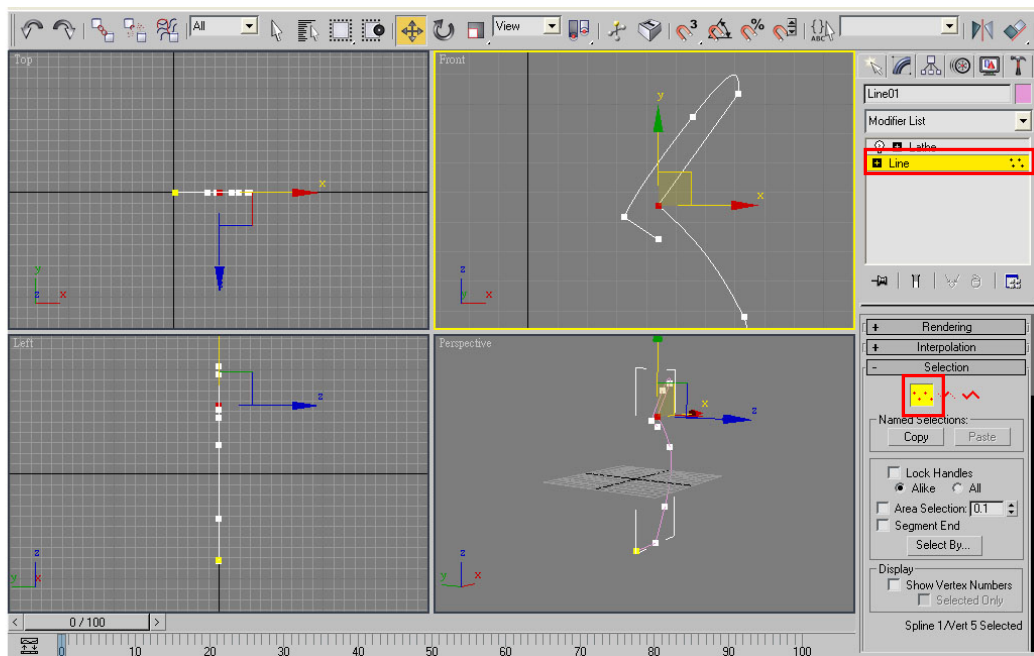 All
View
3
{}
ABC
Top
Front
Left
Perspective
y
x
z
Line01
Modifier List
Lathe
Line
+ Rendering
+ Interpolation
- Selection
Named Selections:
Copy Paste
Lock Handles
Alike All
Area Selection: 0.1
Segment End
Select By...
Display
Show Vertex Numbers
Selected Only
Spline 1/Vert 5 Selected
< 0 / 100 >
0 10 20 30 40 50 60 70 80 90 100